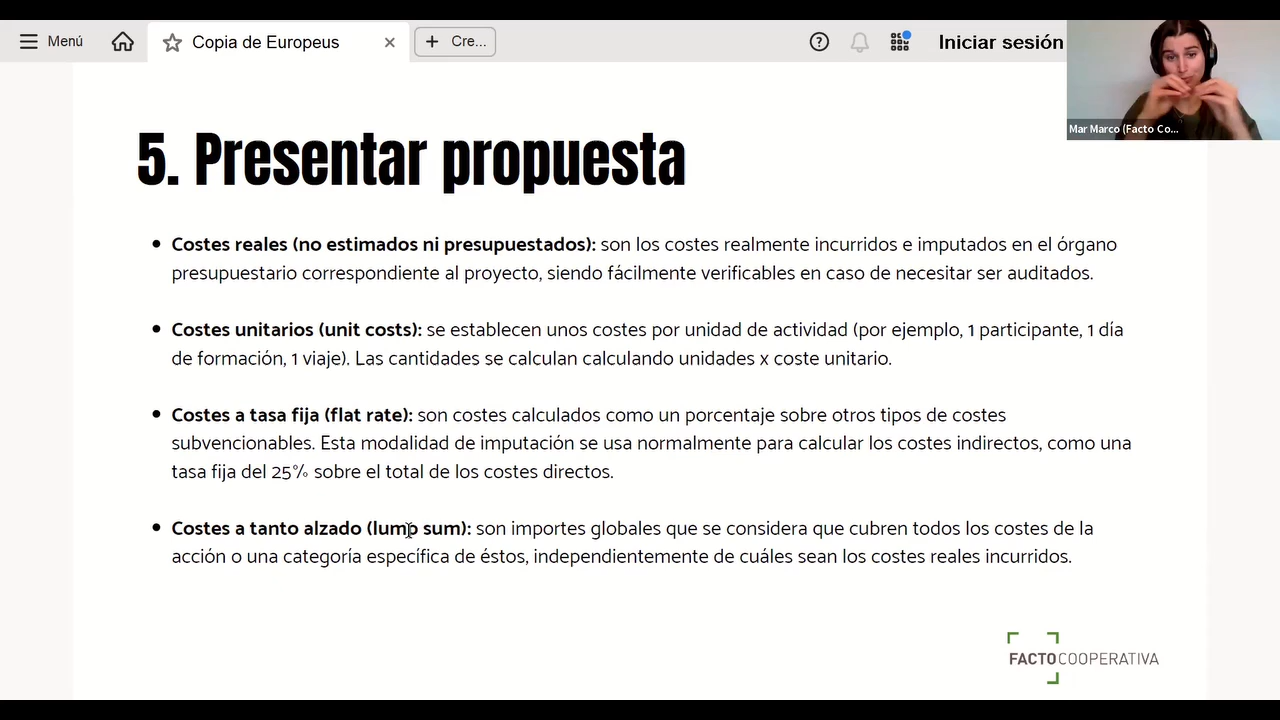 Menú
Copia de Europeus
Cre...
Iniciar sesión
Mar Marco (Facto Co...
5. Presentar propuesta
Costes reales (no estimados ni presupuestados): son los costes realmente incurridos e imputados en el órgano
presupuestario correspondiente al proyecto, siendo fácilmente verificables en caso de necesitar ser auditados.
Costes unitarios (unit costs): se establecen unos costes por unidad de actividad (por ejemplo, 1 participante, 1 día
de formación, 1 viaje). Las cantidades se calculan calculando unidades x coste unitario.
Costes a tasa fija (flat rate): son costes calculados como un porcentaje sobre otros tipos de costes
subvencionables. Esta modalidad de imputación se usa normalmente para calcular los costes indirectos, como una
tasa fija del 25% sobre el total de los costes directos.
Costes a tanto alzado (lump sum): son importes globales que se considera que cubren todos los costes de la
acción o una categoría específica de éstos, independientemente de cuáles sean los costes reales incurridos.
FACTOCOOPERATIVA